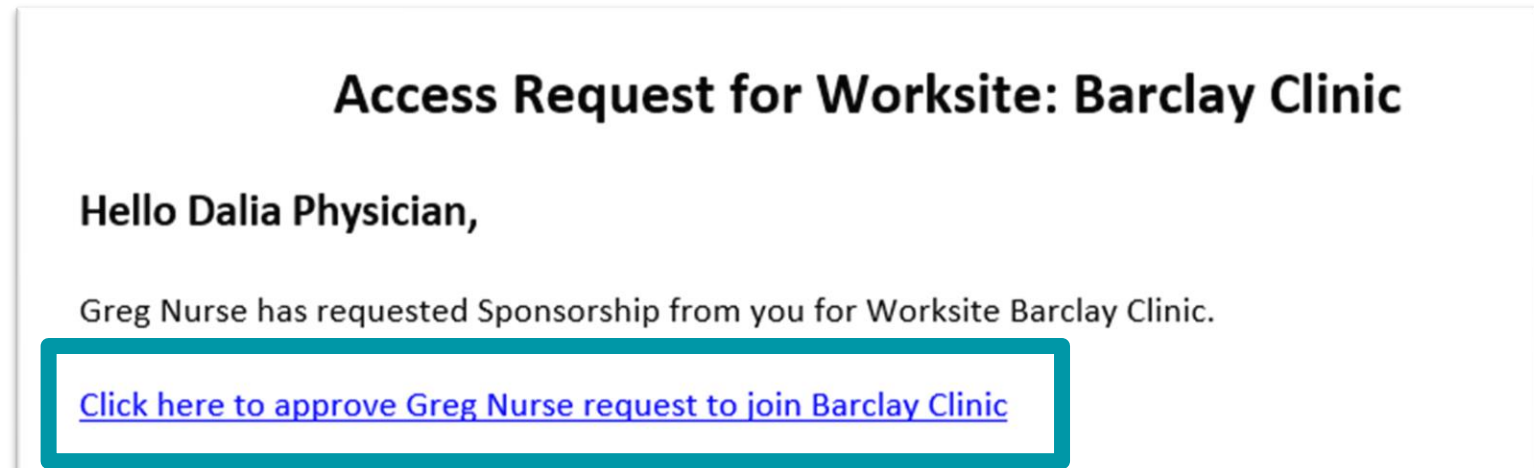 Access Request for Worksite: Barclay Clinic
Hello Dalia Physician,
Greg Nurse has requested Sponsorship from you for Worksite Barclay Clinic.
Click here to approve Greg Nurse request to join Barclay Clinic